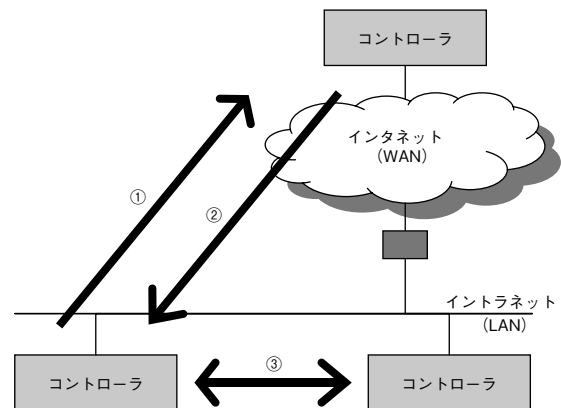 コントローラ
インタネット
(WAN)
①
②
イントラネット
(LAN)
③
コントローラ
コントローラ